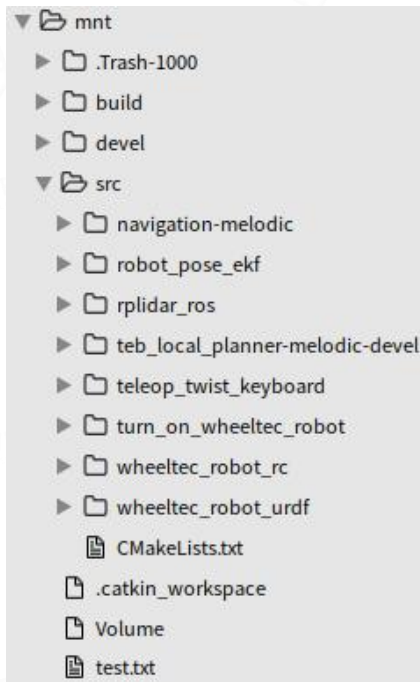 mnt
.Trash-1000
build
devel
src
navigation-melodic
robot_pose_ekf
rplidar_ros
teb_local_planner-melodic-devel
teleop_twist_keyboard
turn_on_wheeltec_robot
wheeltec_robot_rc
wheeltec_robot_urdf
CMakeLists.txt
.catkin_workspace
Volume
test.txt